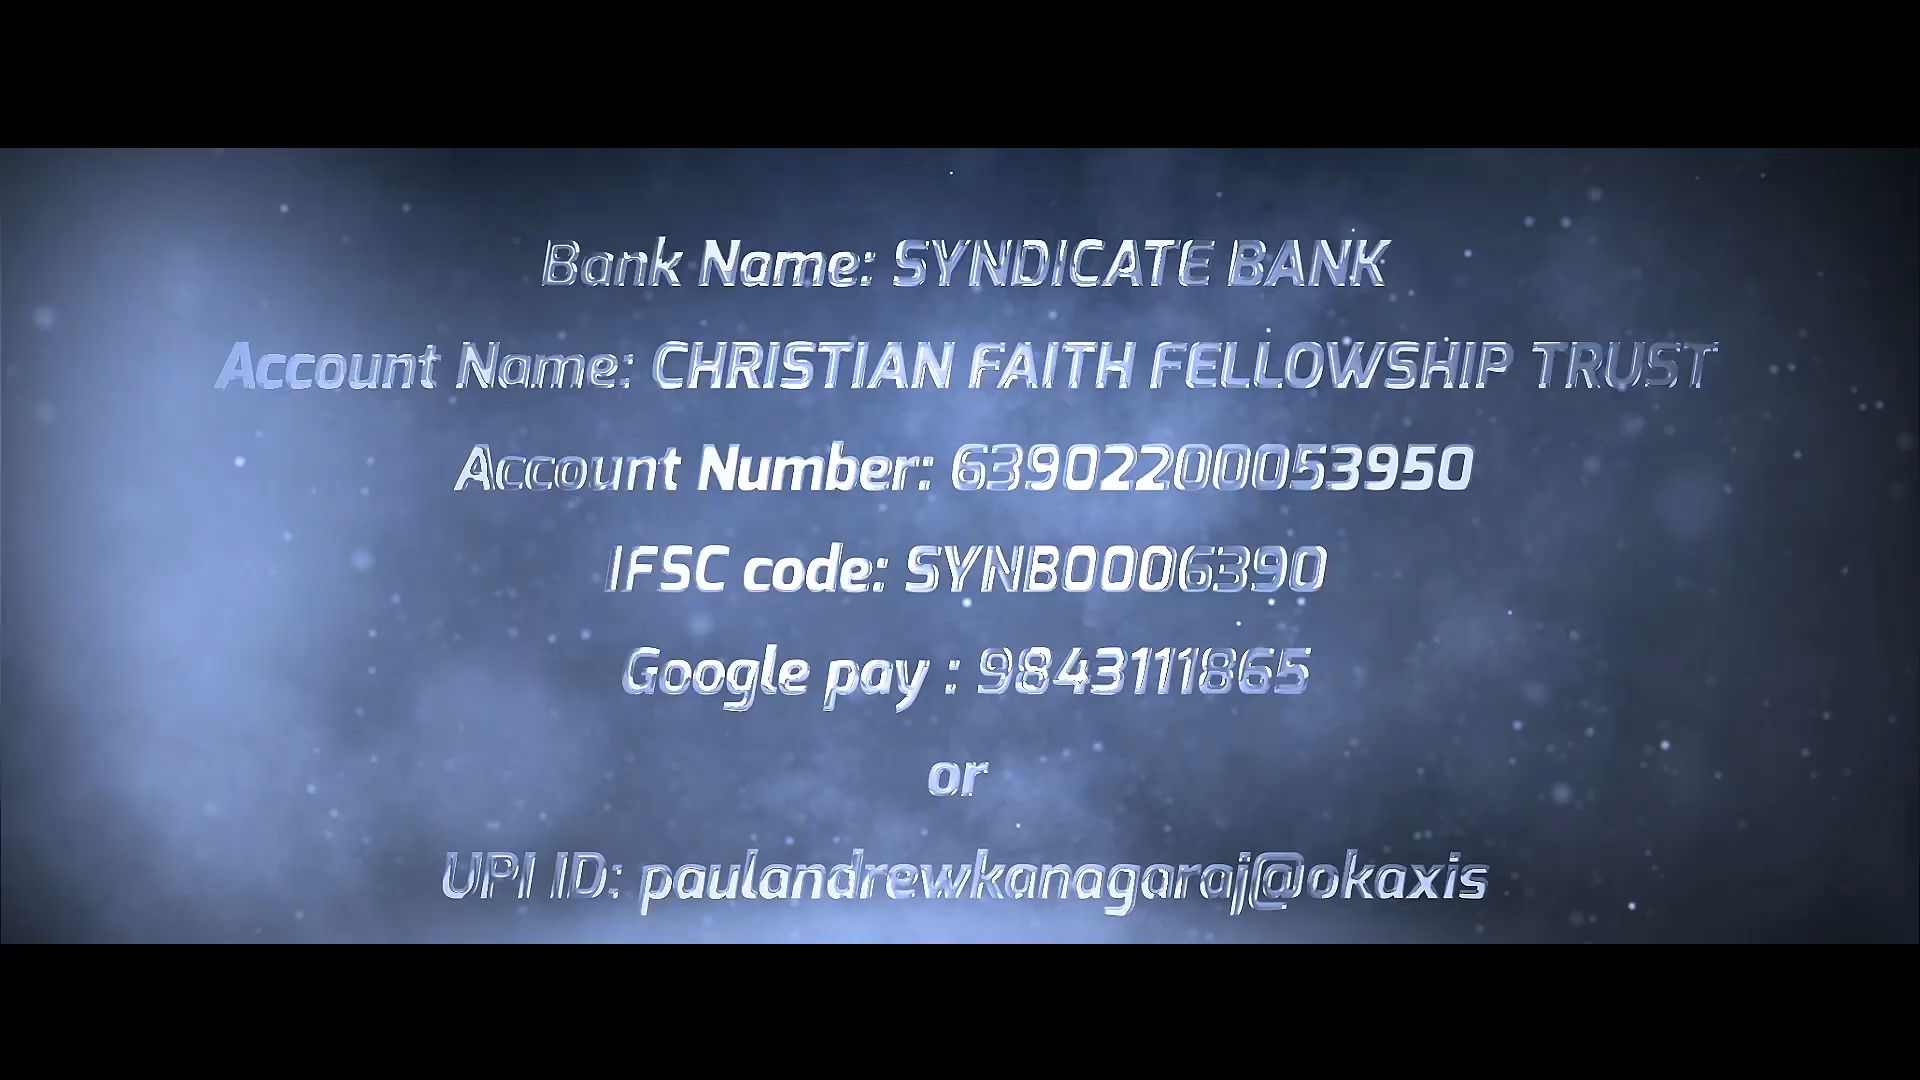 Bank Name: SYNDICATE BANK
Account Name: CHRISTIAN FAITH FELLOWSHIP TRUST
Account Number: 63902200053950
IFSC code: SYNB0006390
Google pay : 9843111865
or
UPI ID: paulandrewkanagaraj@okaxis